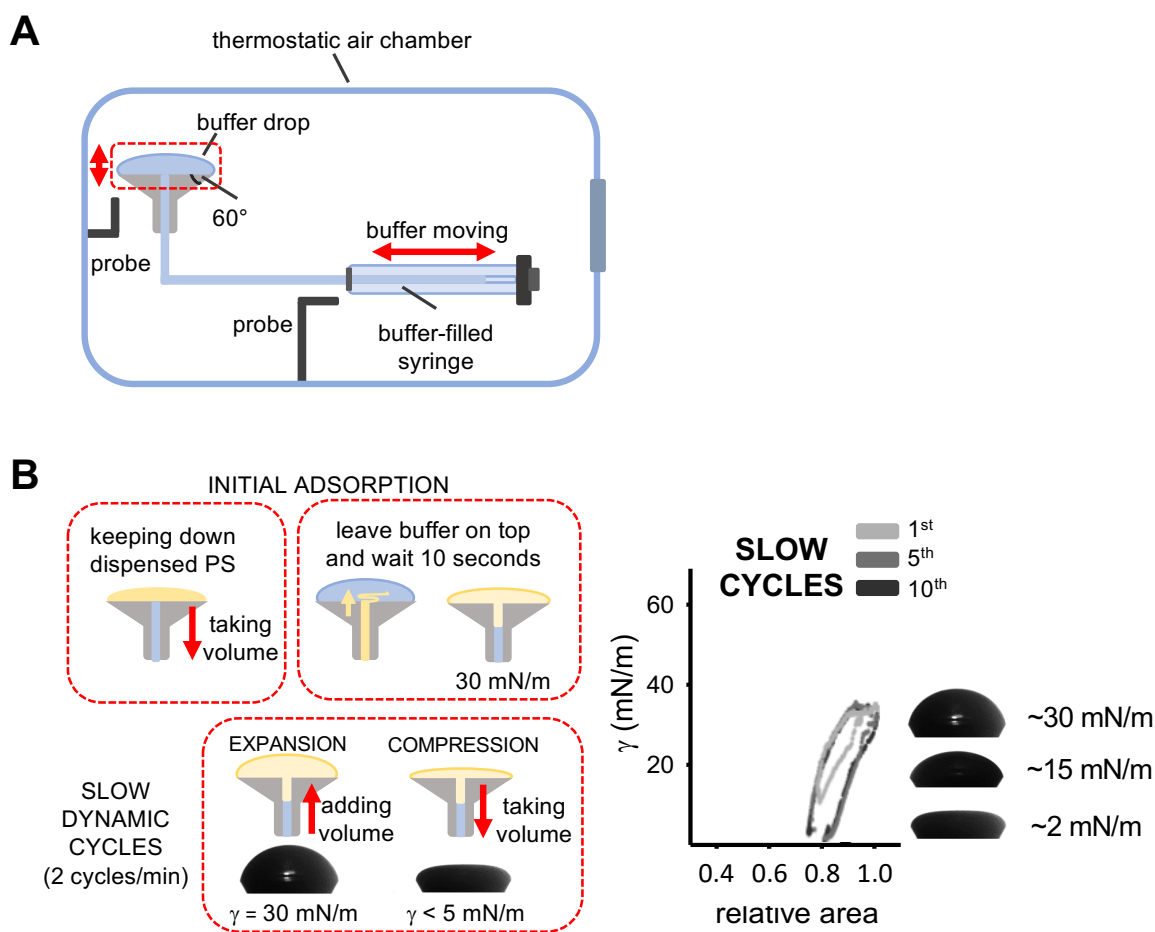 A
thermostatic air chamber
buffer drop
60°
probe
buffer moving
probe
buffer-filled
syringe
B
INITIAL ADSORPTION
keeping down
dispensed PS
taking
volume
leave buffer on top
and wait 10 seconds
30 mN/m
SLOW
DYNAMIC
CYCLES
(2 cycles/min)
EXPANSION
adding
volume
γ = 30 mN/m
COMPRESSION
taking
volume
γ < 5 mN/m
SLOW
CYCLES
1st
5th
10th
γ (mN/m)
60
40
20
0.4 0.6 0.8 1.0
relative area
~30 mN/m
~15 mN/m
~2 mN/m